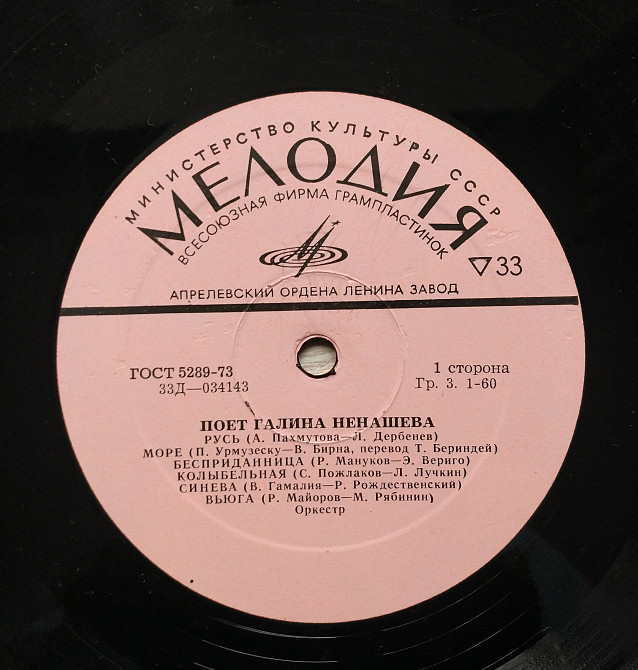 МИНИСТЕРСТВО КУЛЬТУРЫ СССР
МЕЛОДИЯ
ВСЕСОЮЗНАЯ ФИРМА ГРАМПЛАСТИНОК
▽33
АПРЕЛЕВСКИЙ ОРДЕНА ЛЕНИНА ЗАВОД
ГОСТ 5289-73
33Д—034143
1 сторона
Гр. 3. 1-60
ПОЕТ ГАЛИНА НЕНАШЕВА
РУСЬ (А. Пахмутова—Л. Дербенев)
МОРЕ (П. Урмузеску—В. Бирна, перевод Т. Бериндей)
БЕСПРИДАННИЦА (Р. Мануков—Э. Вериго)
КОЛЫБЕЛЬНАЯ (С. Пожлаков—Л. Лучкин)
СИНЕВА (В. Гамалия—Р. Рождественский)
ВЬЮГА (Р. Майоров—М. Рябинин)
Оркестр